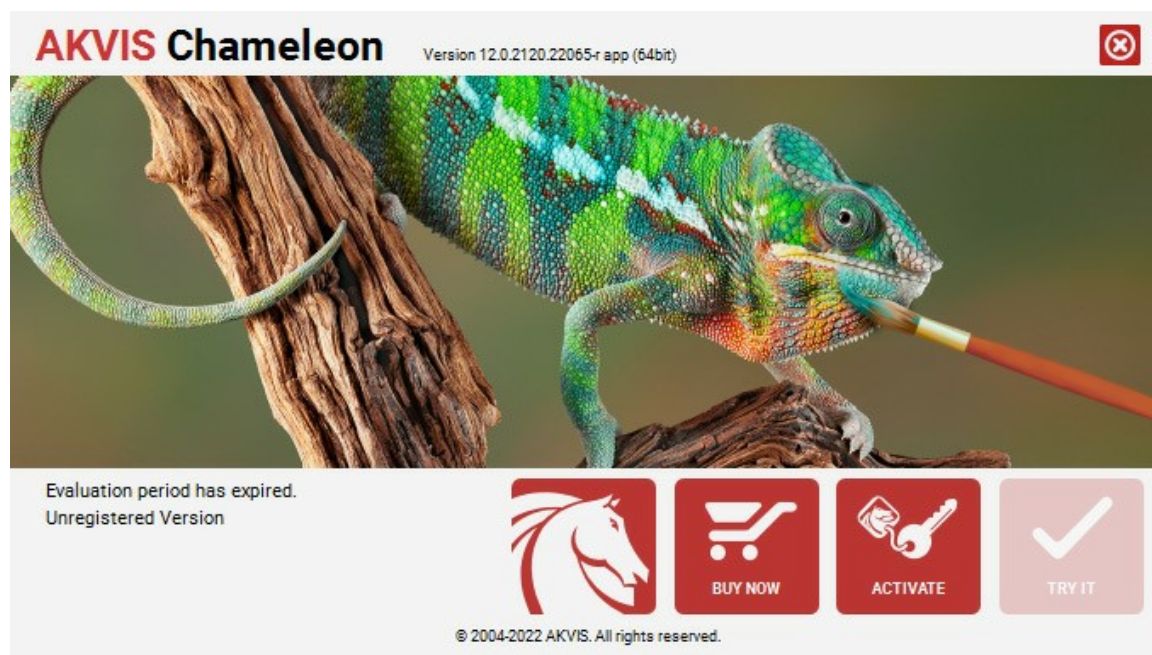 AKVIS Chameleon Version 12.0.2120.22065-r app (64bit)
Evaluation period has expired.
Unregistered Version
BUY NOW
ACTIVATE
TRY IT
© 2004-2022 AKVIS. All rights reserved.